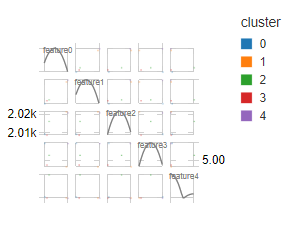 cluster
feature0
0
1
feature1
2
3
2.02k
feature2
4
2.01k
feature3
5.00
feature4